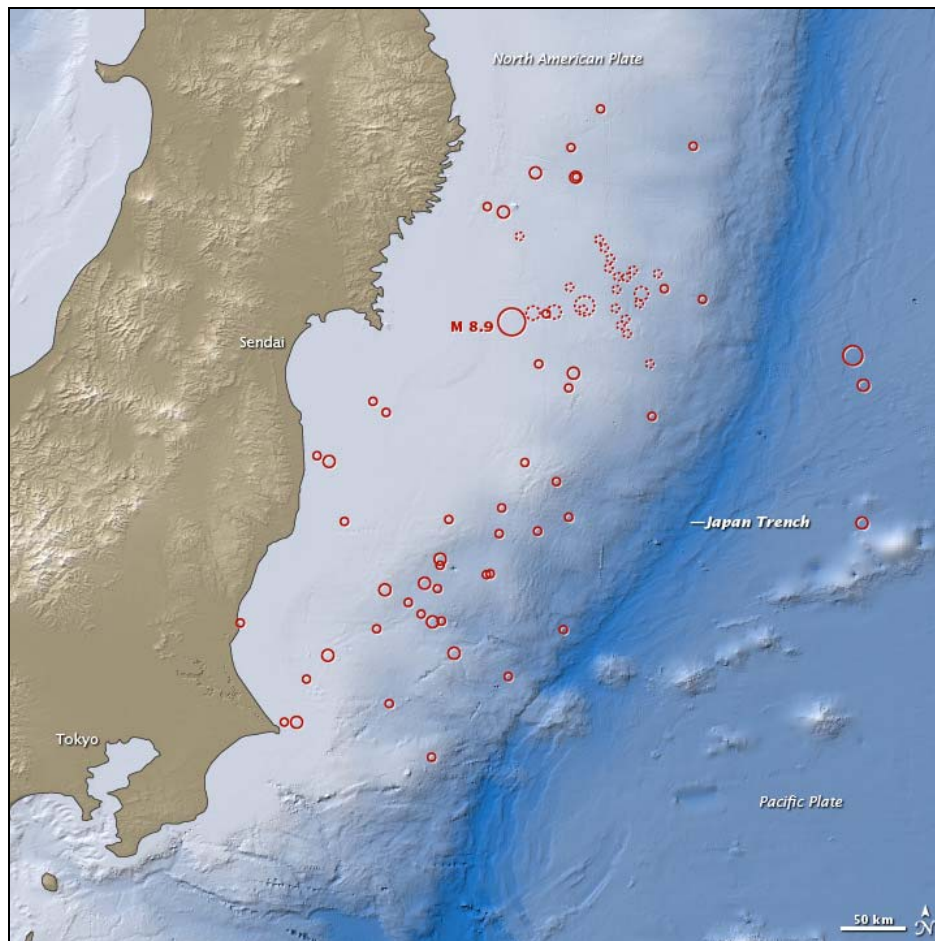 North American Plate
M 8.9
Sendai
—Japan Trench
Tokyo
Pacific Plate
50 km
N